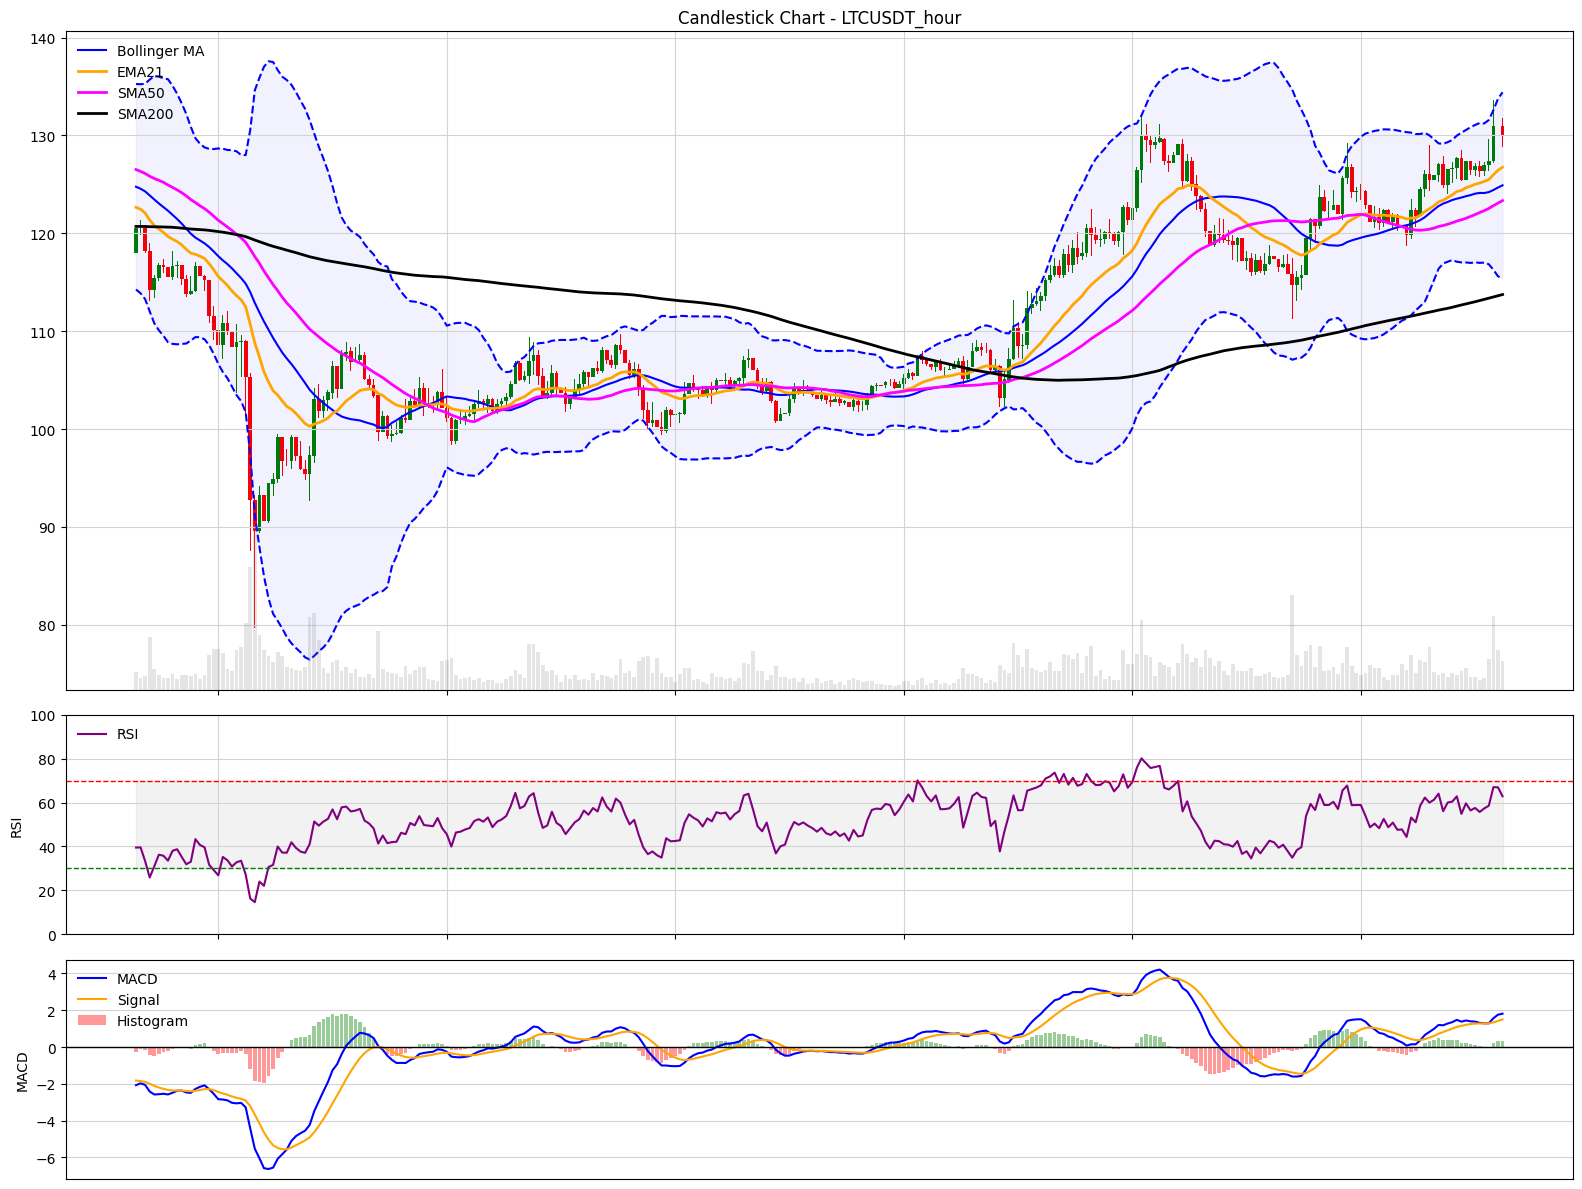 Candlestick Chart - LTCUSDT_hour
140
130
120
110
100
90
80
Bollinger MA
EMA21
SMA50
SMA200
100
80
60
40
20
0
RSI
RSI
4
2
0
−2
−4
−6
MACD
MACD
Signal
Histogram